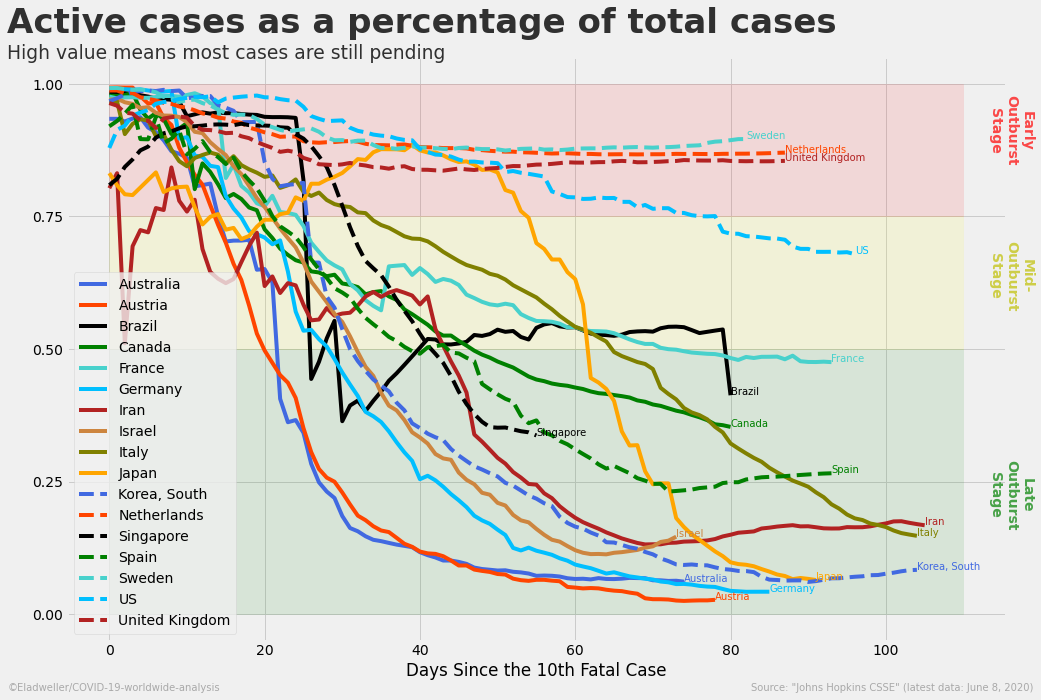 Active cases as a percentage of total cases
High value means most cases are still pending
1.00
0.75
0.50
0.25
0.00
0
20
40
60
80
100
Days Since the 10th Fatal Case
Early
Outburst
Stage
Mid-
Outburst
Stage
Late
Outburst
Stage
Australia
Austria
Brazil
Canada
France
Germany
Iran
Israel
Italy
Japan
Korea, South
Netherlands
Singapore
Spain
Sweden
US
United Kingdom
Sweden
Netherlands
United Kingdom
US
France
Brazil
Canada
Singapore
Spain
Iran
Italy
Israel
Korea, South
Japan
Australia
Germany
Austria
©Eladweller/COVID-19-worldwide-analysis
Source: "Johns Hopkins CSSE" (latest data: June 8, 2020)